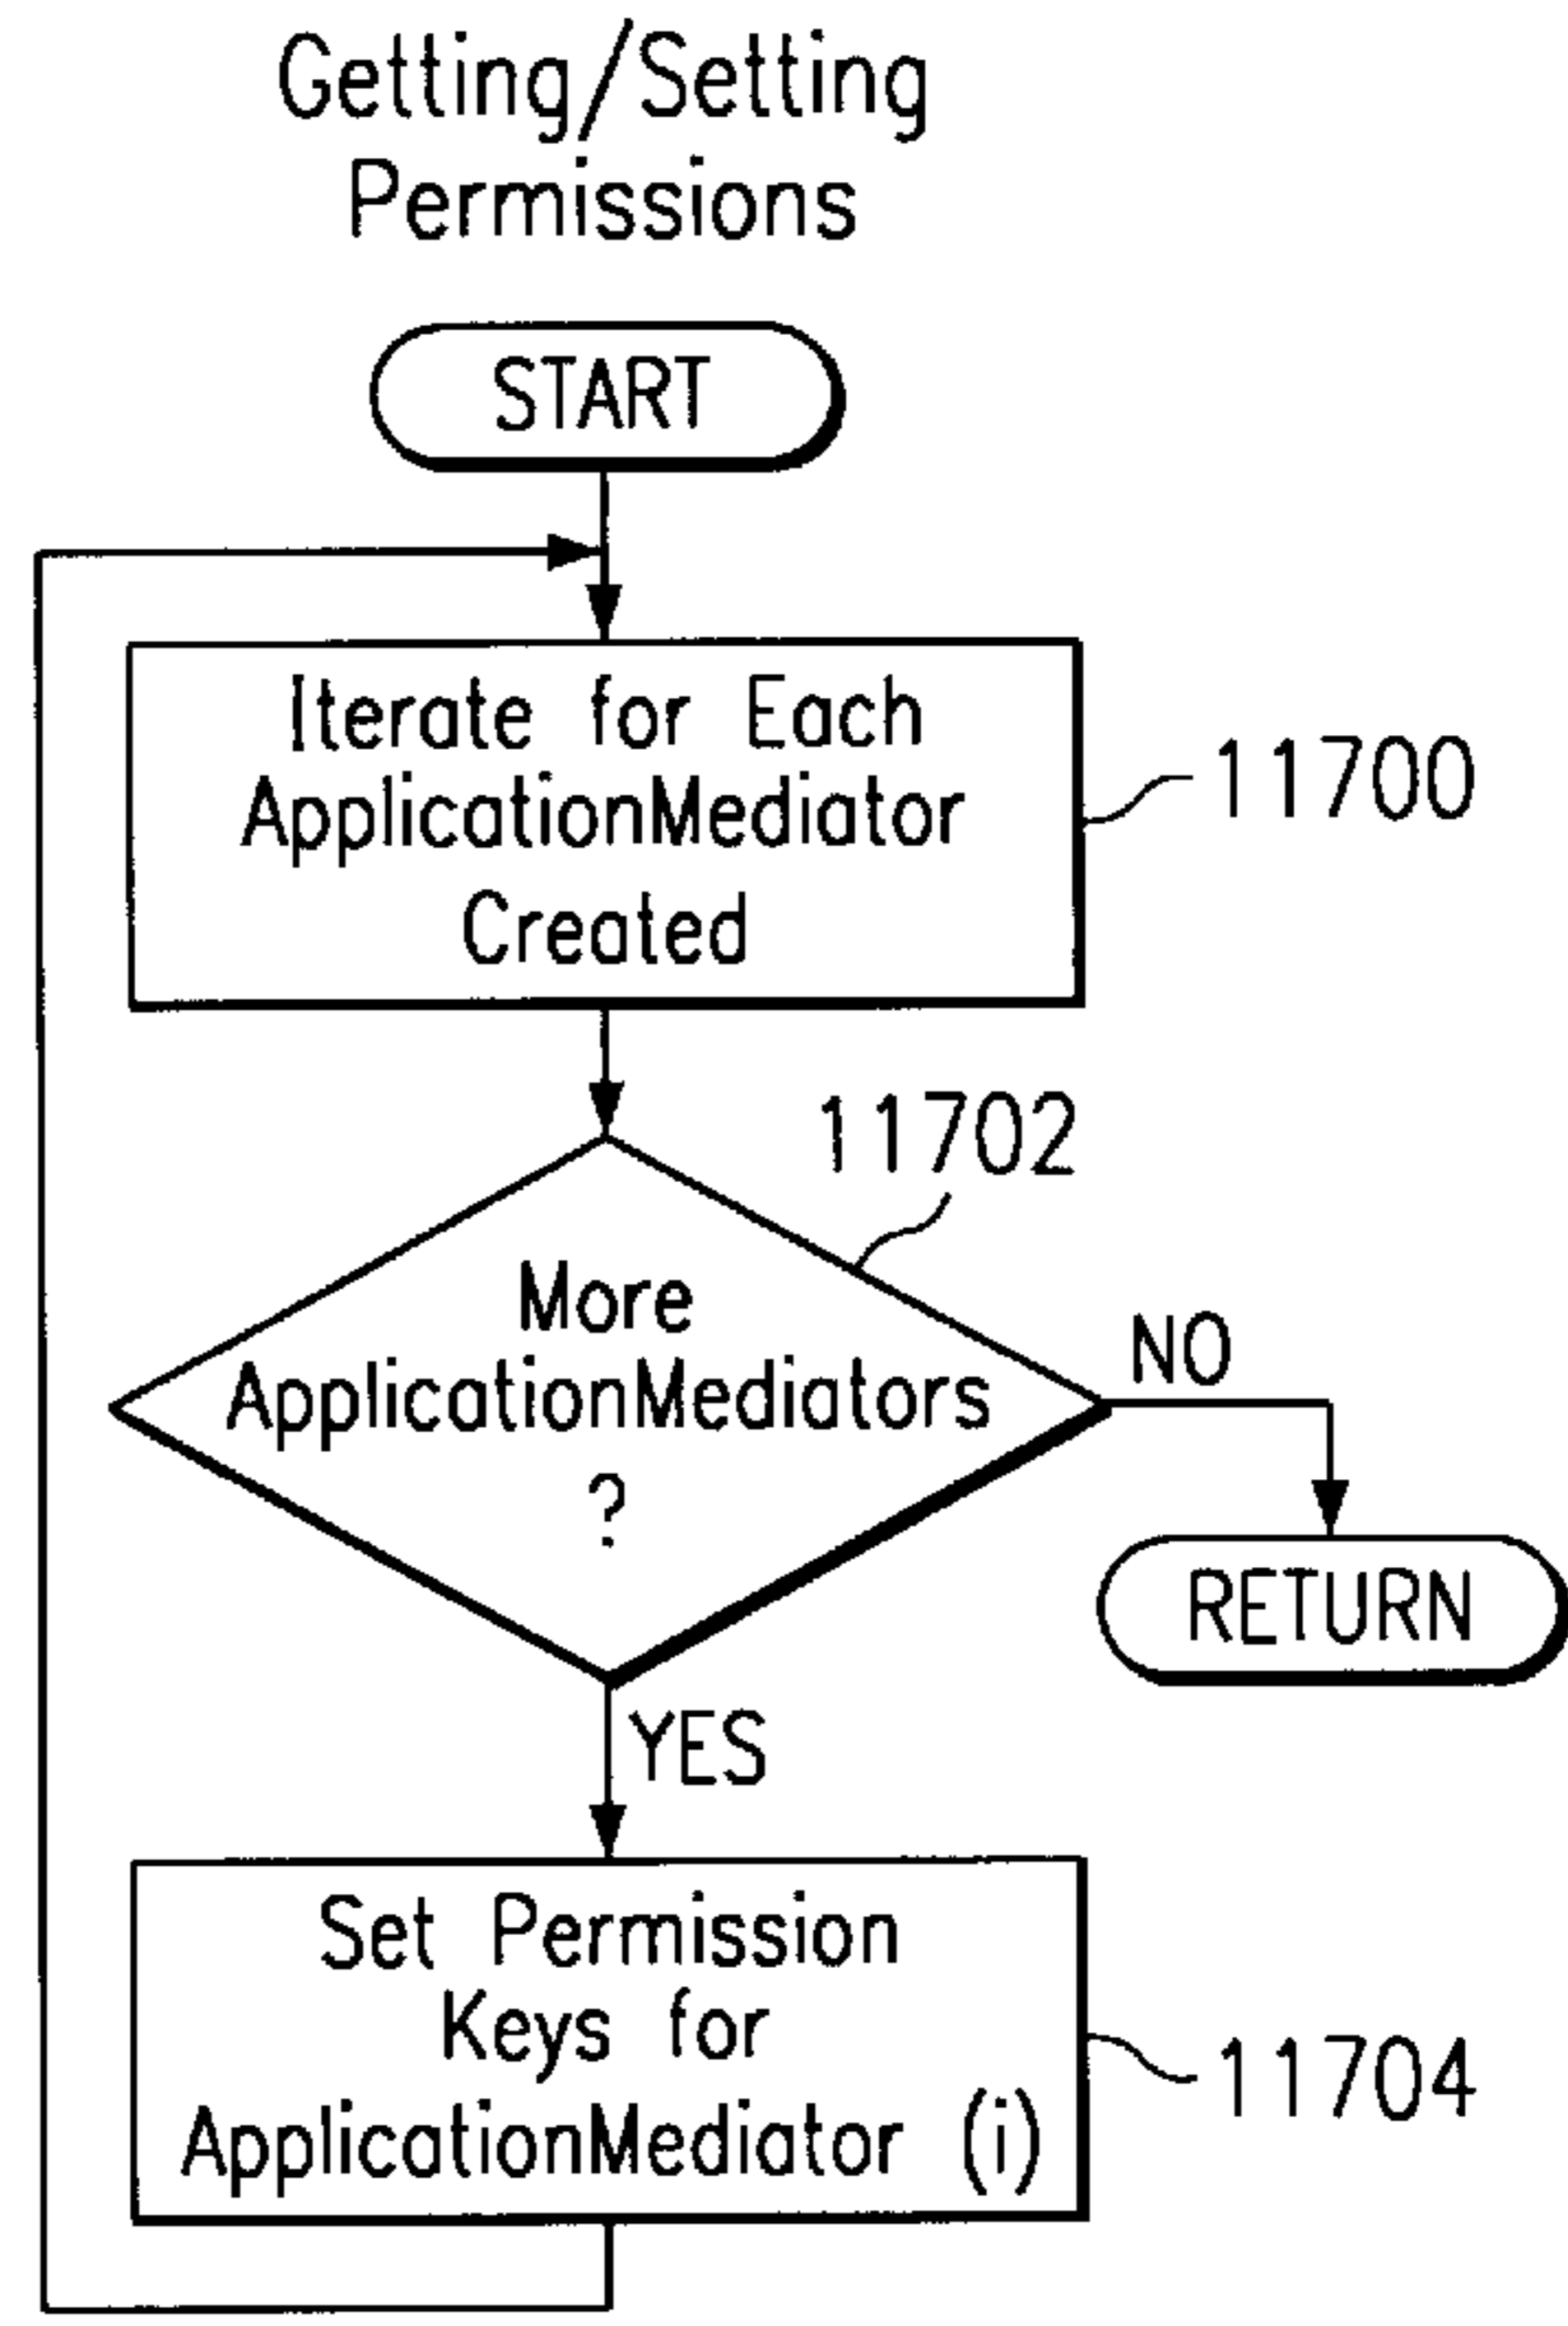 Getting/Setting
Permissions
START
Iterate for Each
ApplicationMediator
Created
11700
11702
More
ApplicationMediators
?
NO
RETURN
YES
Set Permission
Keys for
ApplicationMediator (i)
11704